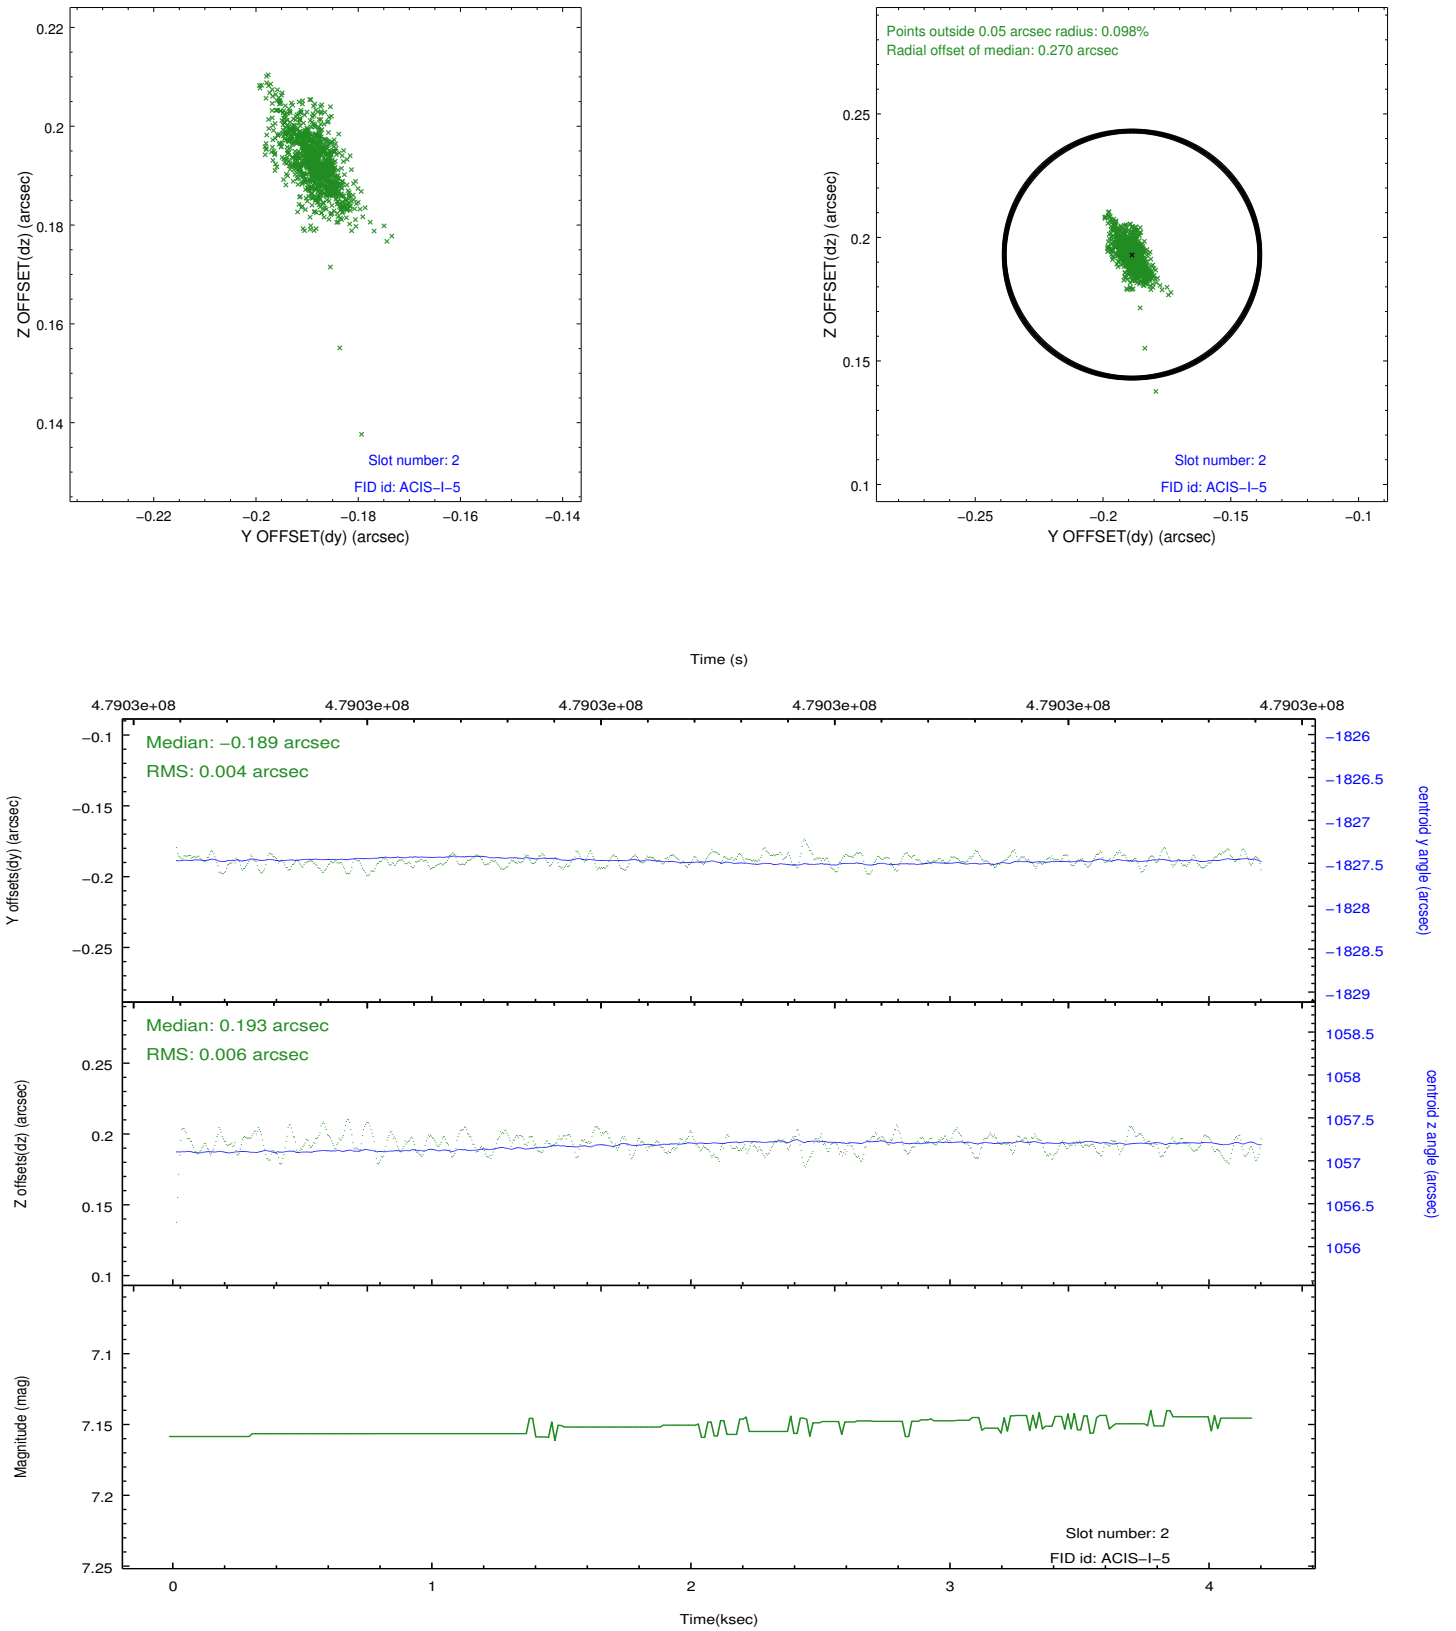 0.22
0.2
0.18
0.16
0.14
Z OFFSET(dz) (arcsec)
Slot number: 2
FID id: ACIS−I−5
−0.22 −0.2 −0.18 −0.16 −0.14
Y OFFSET(dy) (arcsec)
Points outside 0.05 arcsec radius: 0.098%
Radial offset of median: 0.270 arcsec
0.25
0.2
0.15
0.1
Z OFFSET(dz) (arcsec)
Slot number: 2
FID id: ACIS−I−5
−0.25 −0.2 −0.15 −0.1
Y OFFSET(dy) (arcsec)
Time (s)
4.7903e+08 4.7903e+08 4.7903e+08 4.7903e+08 4.7903e+08 4.7903e+08
Median: −0.189 arcsec
RMS: 0.004 arcsec
−0.1
−0.15
−0.2
−0.25
Y offsets(dy) (arcsec)
−1826
−1826.5
−1827
−1827.5
−1828
−1828.5
−1829
centroid y angle (arcsec)
Median: 0.193 arcsec
RMS: 0.006 arcsec
0.25
0.2
0.15
0.1
Z offsets(dz) (arcsec)
1058.5
1058
1057.5
1057
1056.5
1056
centroid z angle (arcsec)
7.1
7.15
7.2
7.25
Magnitude (mag)
Slot number: 2
FID id: ACIS−I−5
0 1 2 3 4
Time(ksec)